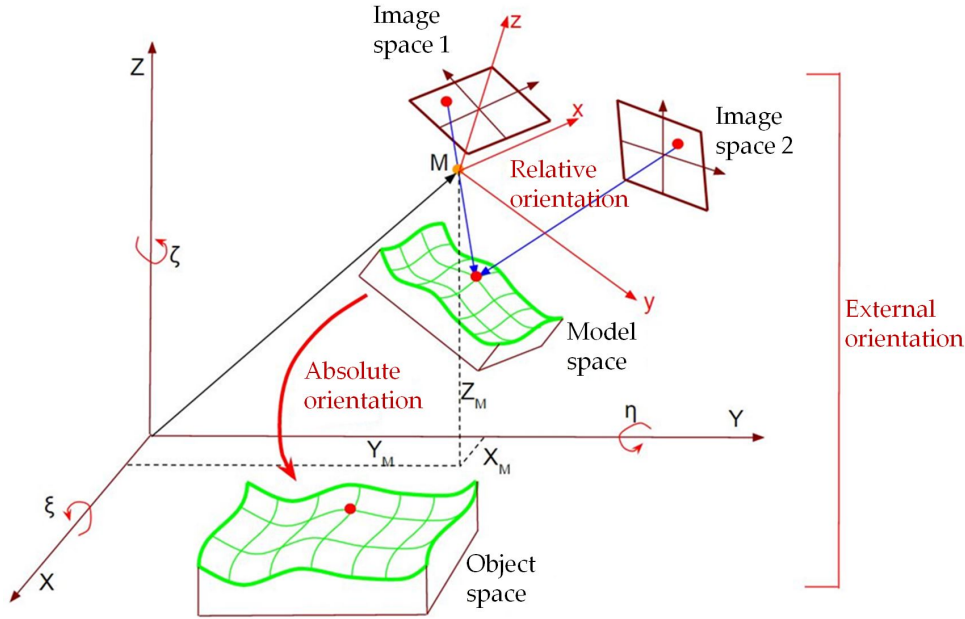 Image
space 1
z
Z
x
Image
space 2
M
Relative
orientation
ζ
y
External
orientation
Model
space
Absolute
orientation
Z_M
η
Y
Y_M
X_M
ξ
X
Object
space